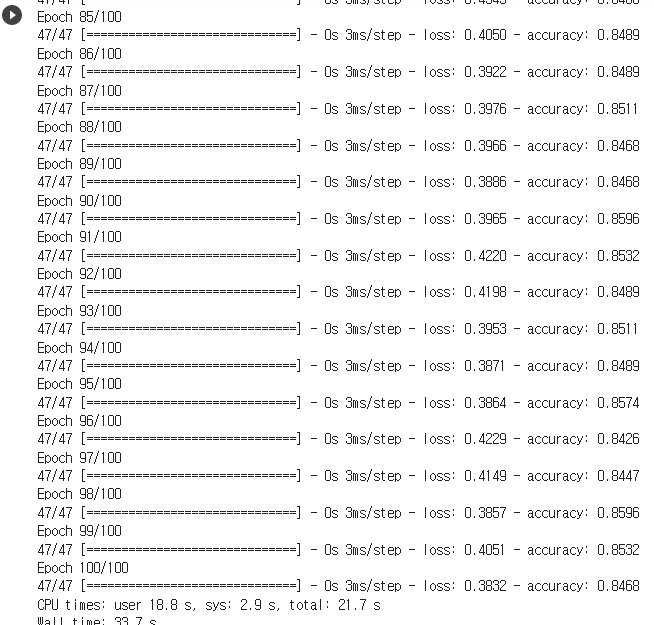 47/47 [==============================] - 0s 3ms/step - loss: 0.4343 - accuracy: 0.8468
Epoch 85/100
47/47 [==============================] - 0s 3ms/step - loss: 0.4050 - accuracy: 0.8489
Epoch 86/100
47/47 [==============================] - 0s 3ms/step - loss: 0.3922 - accuracy: 0.8489
Epoch 87/100
47/47 [==============================] - 0s 3ms/step - loss: 0.3976 - accuracy: 0.8511
Epoch 88/100
47/47 [==============================] - 0s 3ms/step - loss: 0.3966 - accuracy: 0.8468
Epoch 89/100
47/47 [==============================] - 0s 3ms/step - loss: 0.3886 - accuracy: 0.8468
Epoch 90/100
47/47 [==============================] - 0s 3ms/step - loss: 0.3965 - accuracy: 0.8596
Epoch 91/100
47/47 [==============================] - 0s 3ms/step - loss: 0.4220 - accuracy: 0.8532
Epoch 92/100
47/47 [==============================] - 0s 3ms/step - loss: 0.4198 - accuracy: 0.8489
Epoch 93/100
47/47 [==============================] - 0s 3ms/step - loss: 0.3953 - accuracy: 0.8511
Epoch 94/100
47/47 [==============================] - 0s 3ms/step - loss: 0.3871 - accuracy: 0.8489
Epoch 95/100
47/47 [==============================] - 0s 3ms/step - loss: 0.3864 - accuracy: 0.8574
Epoch 96/100
47/47 [==============================] - 0s 3ms/step - loss: 0.4229 - accuracy: 0.8426
Epoch 97/100
47/47 [==============================] - 0s 3ms/step - loss: 0.4149 - accuracy: 0.8447
Epoch 98/100
47/47 [==============================] - 0s 3ms/step - loss: 0.3857 - accuracy: 0.8596
Epoch 99/100
47/47 [==============================] - 0s 3ms/step - loss: 0.4051 - accuracy: 0.8532
Epoch 100/100
47/47 [==============================] - 0s 3ms/step - loss: 0.3832 - accuracy: 0.8468
CPU times: user 18.8 s, sys: 2.9 s, total: 21.7 s
Wall time: 33.7 s